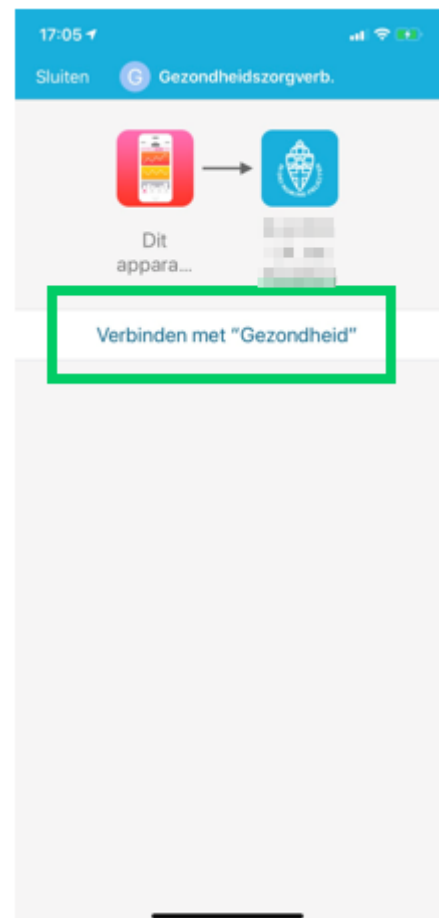 17:05
Sluiten G Gezondheidszorgverb.
Dit
appara...
Verbinden met "Gezondheid"